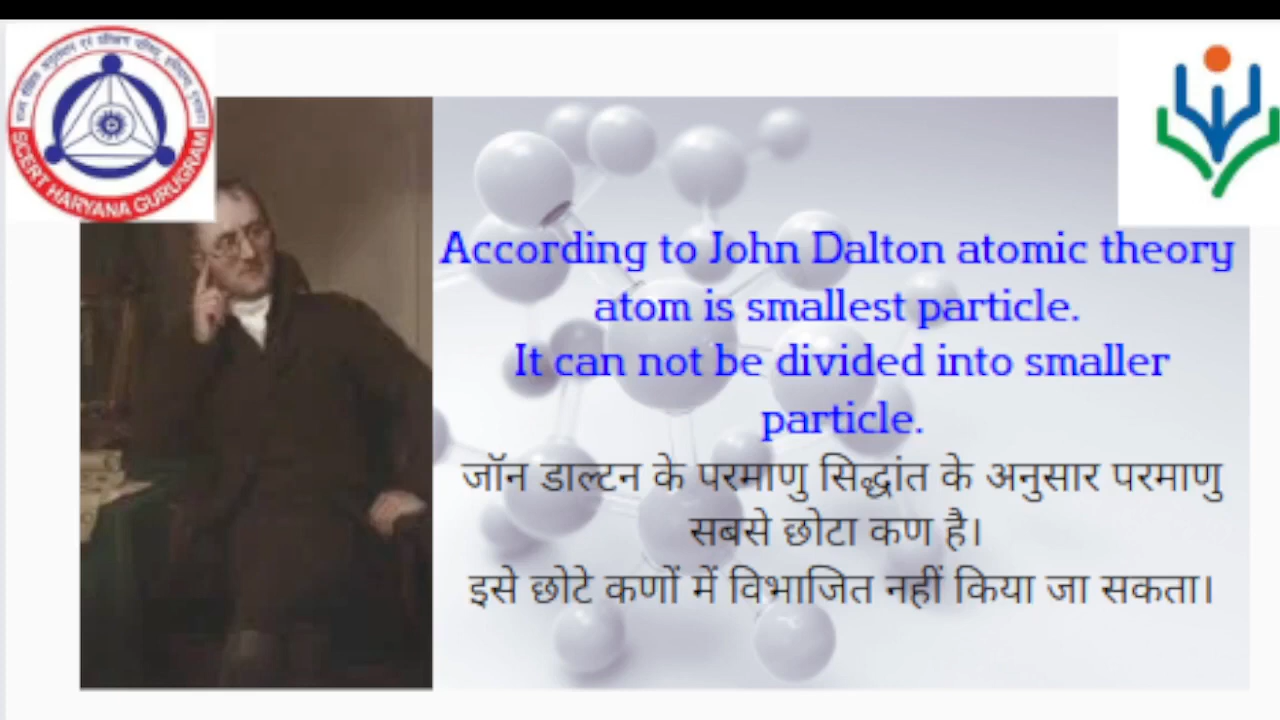 SCERT HARYANA GURUGRAM
According to John Dalton atomic theory
atom is smallest particle.
It can not be divided into smaller
particle.
जॉन डाल्टन के परमाणु सिद्धांत के अनुसार परमाणु
सबसे छोटा कण है।
इसे छोटे कणों में विभाजित नहीं किया जा सकता।